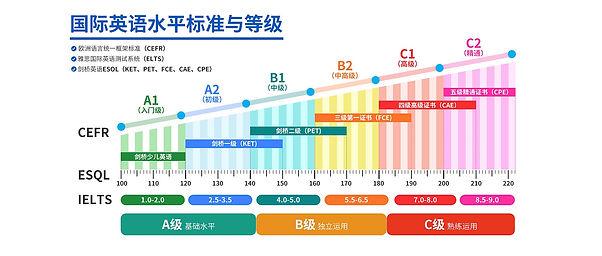 国际英语水平标准与等级
欧洲语言统一框架标准（CEFR）
雅思国际英语测试系统（IELTS）
剑桥英语ESOL（KET、PET、FCE、CAE、CPE）
C2
(精通)
C1
(高级)
B2
(中高级)
B1
(中级)
A2
(初级)
A1
(入门级)
五级精通证书（CPE）
四级高级证书（CAE）
三级第一证书（FCE）
CEFR
剑桥二级（PET）
剑桥一级（KET）
剑桥少儿英语
ESQL
100 110 120 130 140 150 160 170 180 190 200 210 220
IELTS 1.0-2.0 2.5-3.5 4.0-5.0 5.5-6.5 7.0-8.0 8.5-9.0
A级 基础水平 B级 独立运用 C级 熟练运用